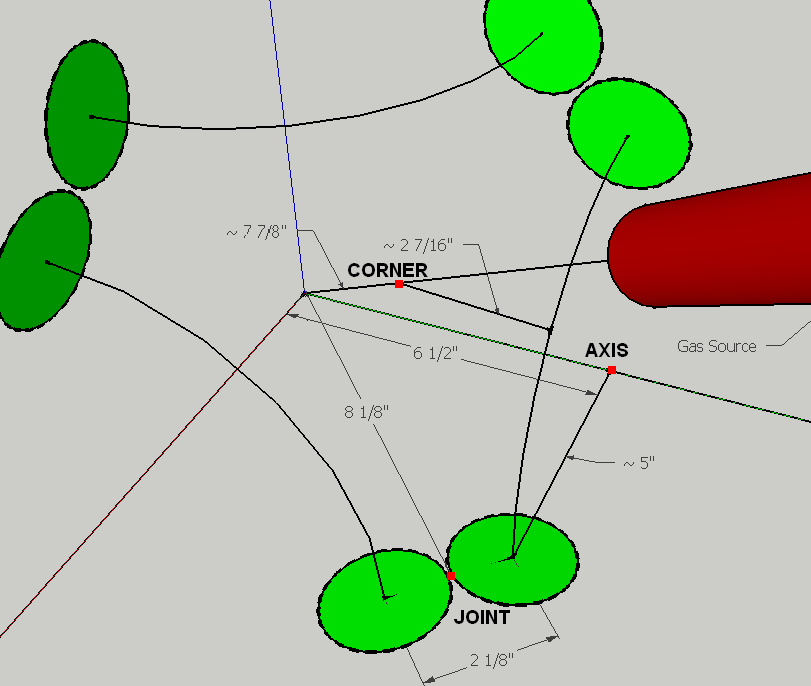 ~ 7 7/8"
~ 2 7/16"
CORNER
6 1/2"
AXIS
Gas Source
8 1/8"
~ 5"
JOINT
2 1/8"